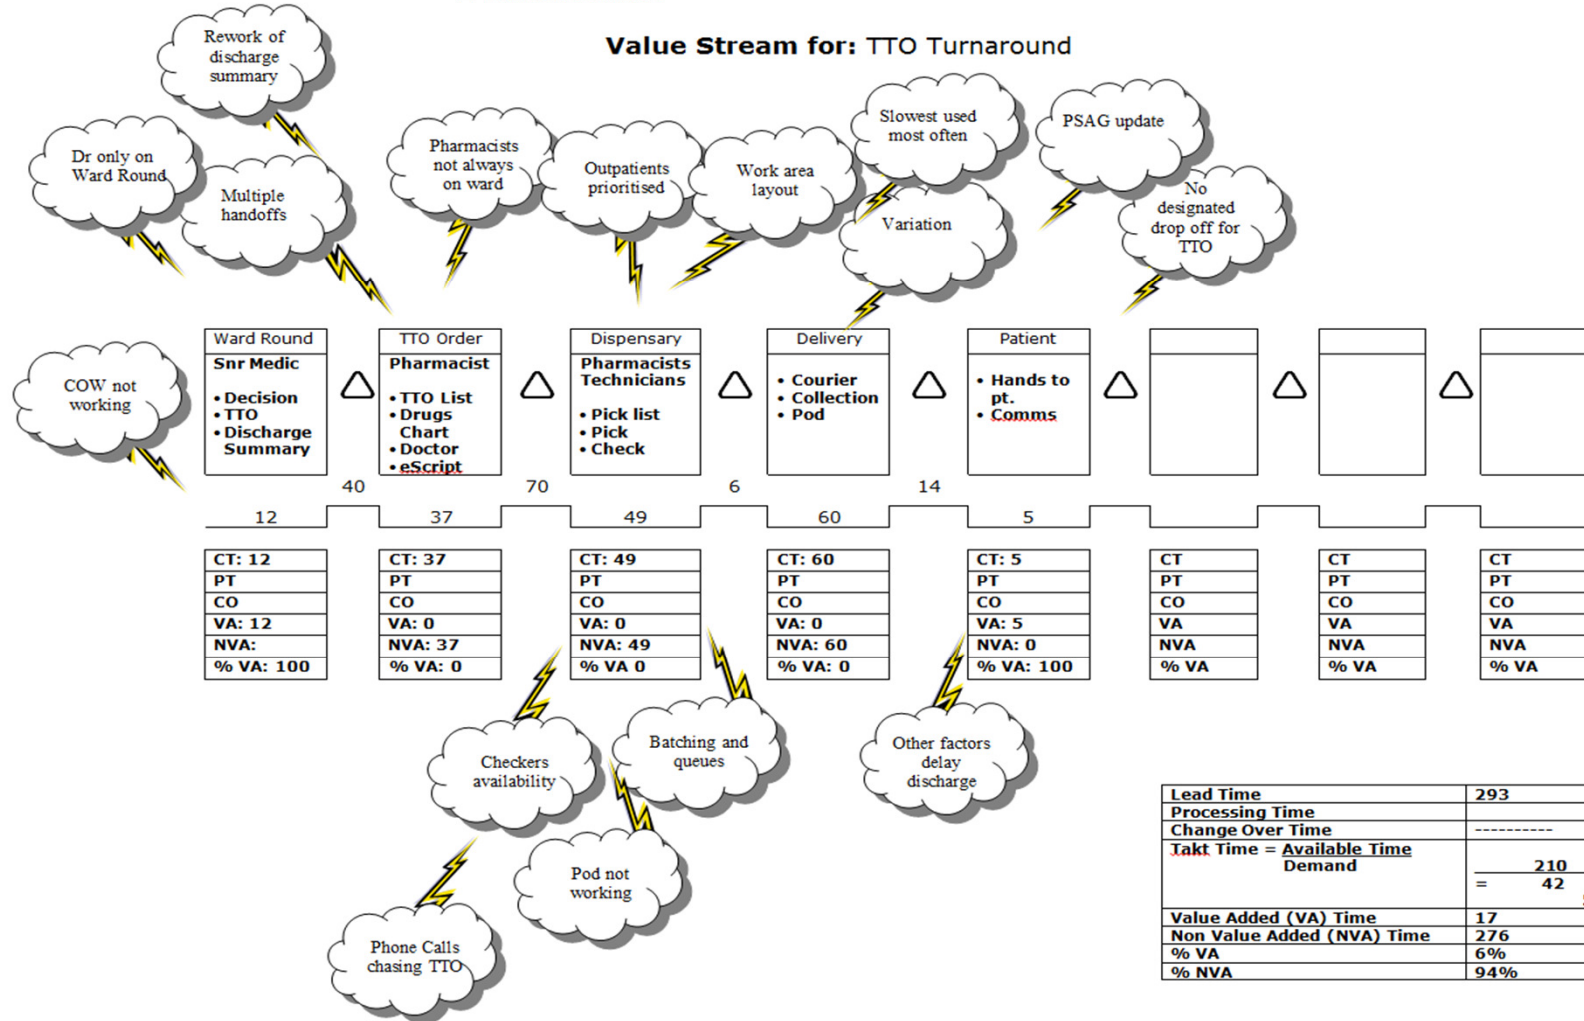 Value Stream for: TTO Turnaround
Rework of
discharge
summary
Dr only on
Ward Round
Multiple
handoffs
Pharmacists
not always
on ward
Outpatients
prioritised
Work area
layout
Slowest used
most often
Variation
PSAG update
No
designated
drop off for
TTO
COW not
working
Ward Round
Snr Medic
• Decision
• TTO
• Discharge
Summary
TTO Order
Pharmacist
• TTO List
• Drugs
Chart
• Doctor
• eScript
Dispensary
Pharmacists
Technicians
• Pick list
• Pick
• Check
Delivery
• Courier
• Collection
• Pod
Patient
• Hands to
pt.
• Comms
40 70 6 14
12 37 49 60 5
CT: 12
PT
CO
VA: 12
NVA:
% VA: 100
CT: 37
PT
CO
VA: 0
NVA: 37
% VA: 0
CT: 49
PT
CO
VA: 0
NVA: 49
% VA 0
CT: 60
PT
CO
VA: 0
NVA: 60
% VA: 0
CT: 5
PT
CO
VA: 5
NVA: 0
% VA: 100
CT
PT
CO
VA
NVA
% VA
CT
PT
CO
VA
NVA
% VA
CT
PT
CO
VA
NVA
% VA
Checkers
availability
Batching and
queues
Other factors
delay
discharge
Pod not
working
Phone Calls
chasing TTO
Lead Time 293
Processing Time
Change Over Time ----------
Takt Time = Available Time
Demand
210
= 42
Value Added (VA) Time 17
Non Value Added (NVA) Time 276
% VA 6%
% NVA 94%